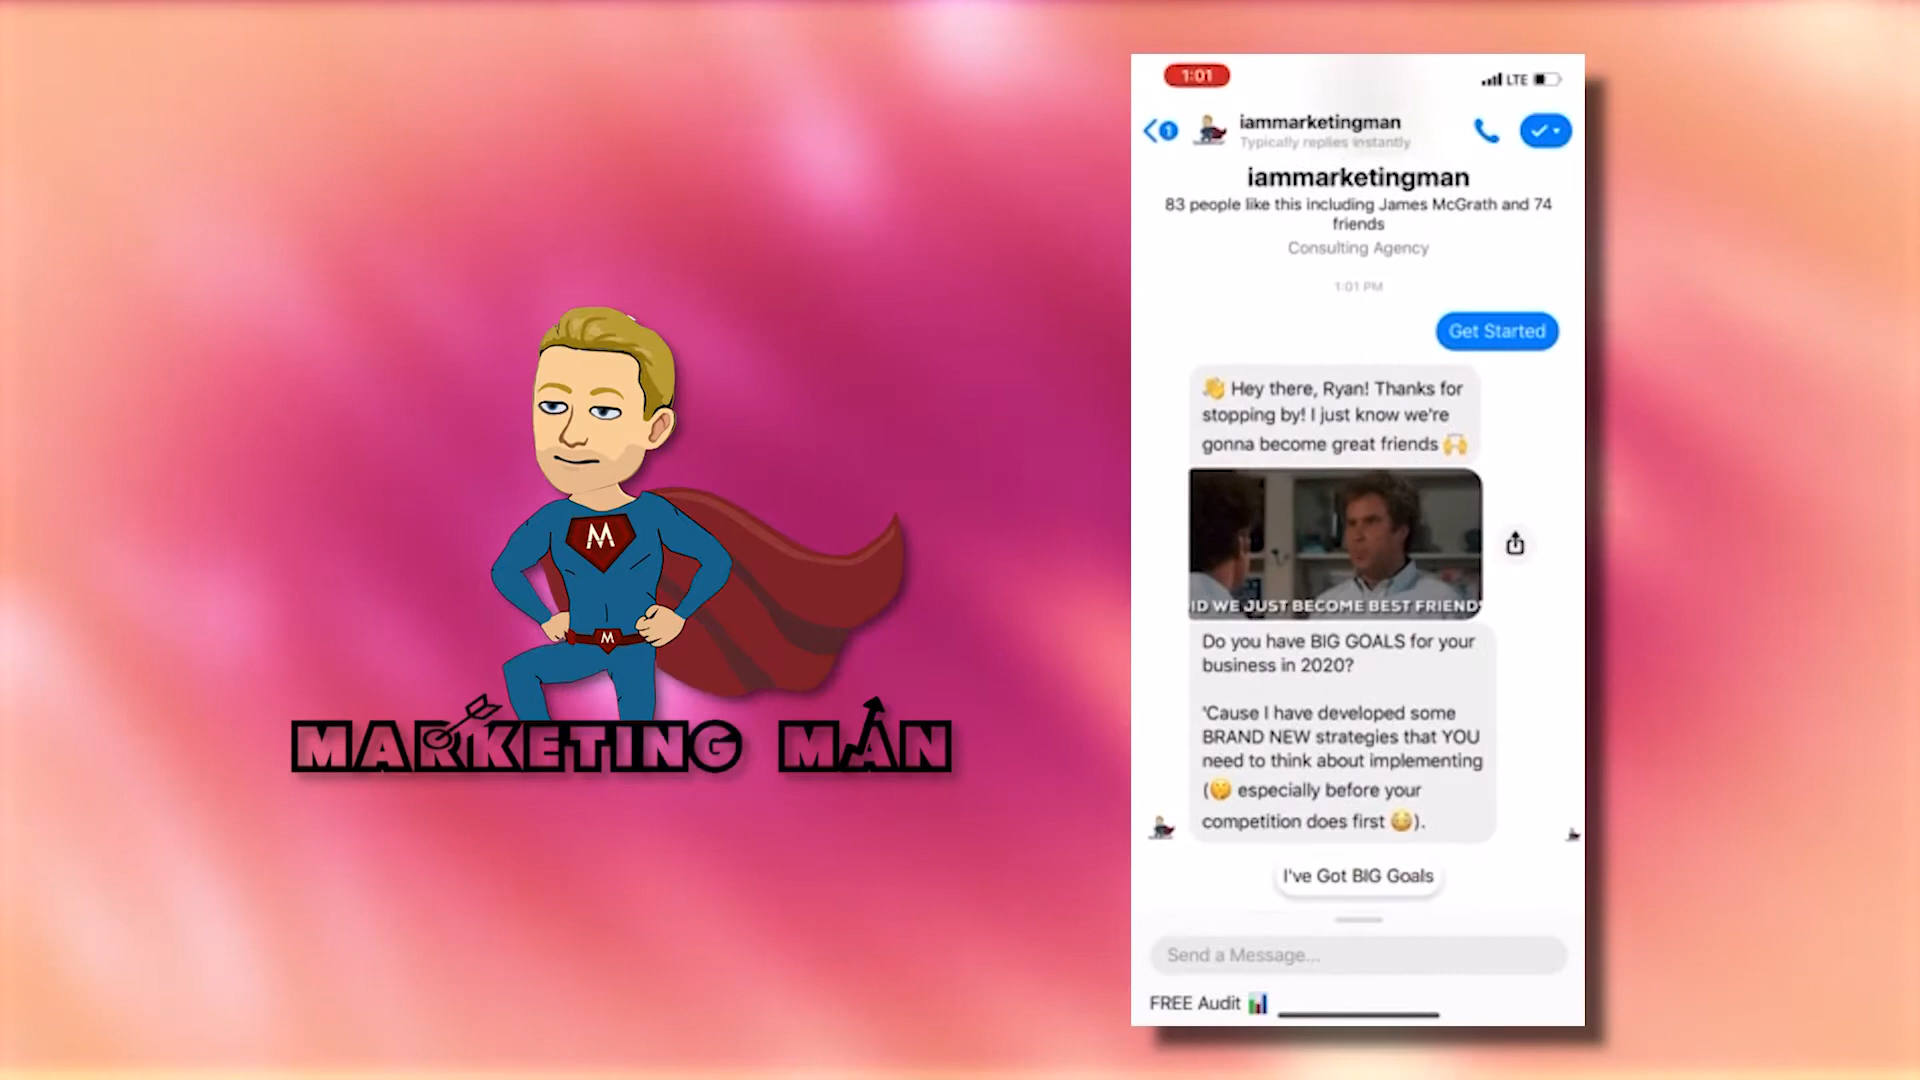 M
M
MARKETING MAN
1:01
LTE
1
iammarketingman
Typically replies instantly
iammarketingman
83 people like this including James McGrath and 74
friends
Consulting Agency
1:01 PM
Get Started
👋 Hey there, Ryan! Thanks for
stopping by! I just know we're
gonna become great friends 🙌
ID WE JUST BECOME BEST FRIENDS
Do you have BIG GOALS for your
business in 2020?
'Cause I have developed some
BRAND NEW strategies that YOU
need to think about implementing
(🤫 especially before your
competition does first 😳).
I've Got BIG Goals
Send a Message...
FREE Audit 📊